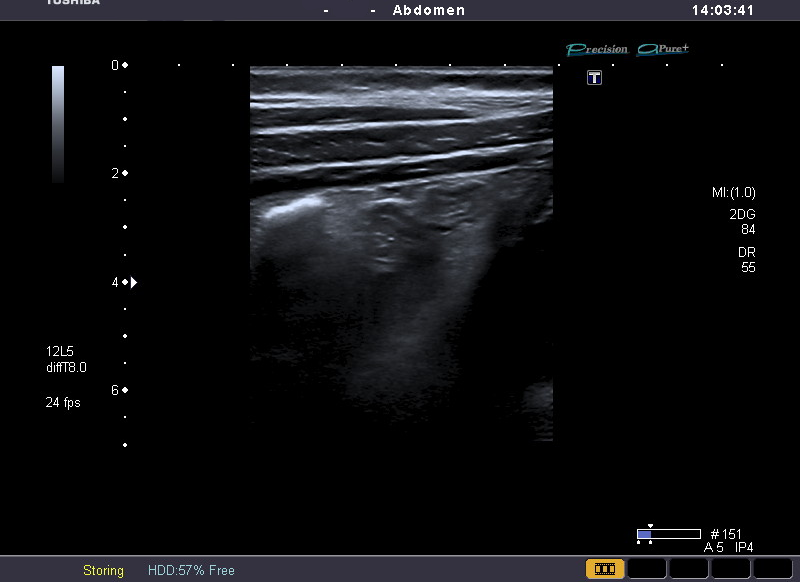 TOSHIBA
- - Abdomen 14:03:41
Precision APure+
T
0
2
4
6
MI:(1.0)
2DG
84
DR
55
12L5
diffT8.0
24 fps
#151
A 5 IP4
Storing HDD:57% Free